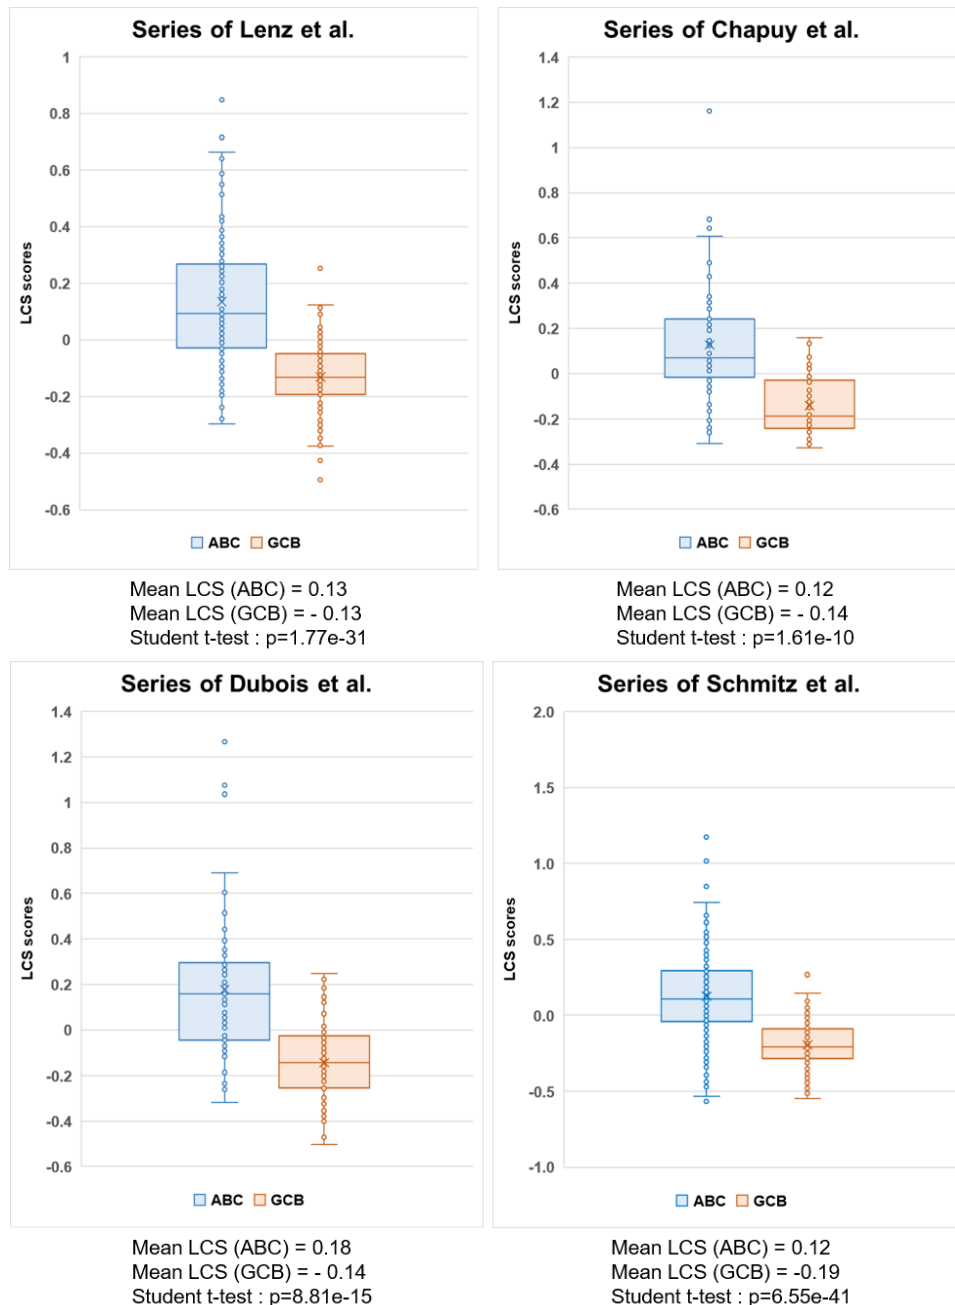 Series of Lenz et al.
1
0.8
0.6
0.4
0.2
0
-0.2
-0.4
-0.6
LCS scores
ABC GCB
Mean LCS (ABC) = 0.13
Mean LCS (GCB) = - 0.13
Student t-test : p=1.77e-31
Series of Chapuy et al.
1.4
1.2
1
0.8
0.6
0.4
0.2
0
-0.2
-0.4
-0.6
LCS scores
ABC GCB
Mean LCS (ABC) = 0.12
Mean LCS (GCB) = - 0.14
Student t-test : p=1.61e-10
Series of Dubois et al.
1.4
1.2
1
0.8
0.6
0.4
0.2
0
-0.2
-0.4
-0.6
LCS scores
ABC GCB
Mean LCS (ABC) = 0.18
Mean LCS (GCB) = - 0.14
Student t-test : p=8.81e-15
Series of Schmitz et al.
2.0
1.5
1.0
0.5
0.0
-0.5
-1.0
LCS scores
ABC GCB
Mean LCS (ABC) = 0.12
Mean LCS (GCB) = -0.19
Student t-test : p=6.55e-41